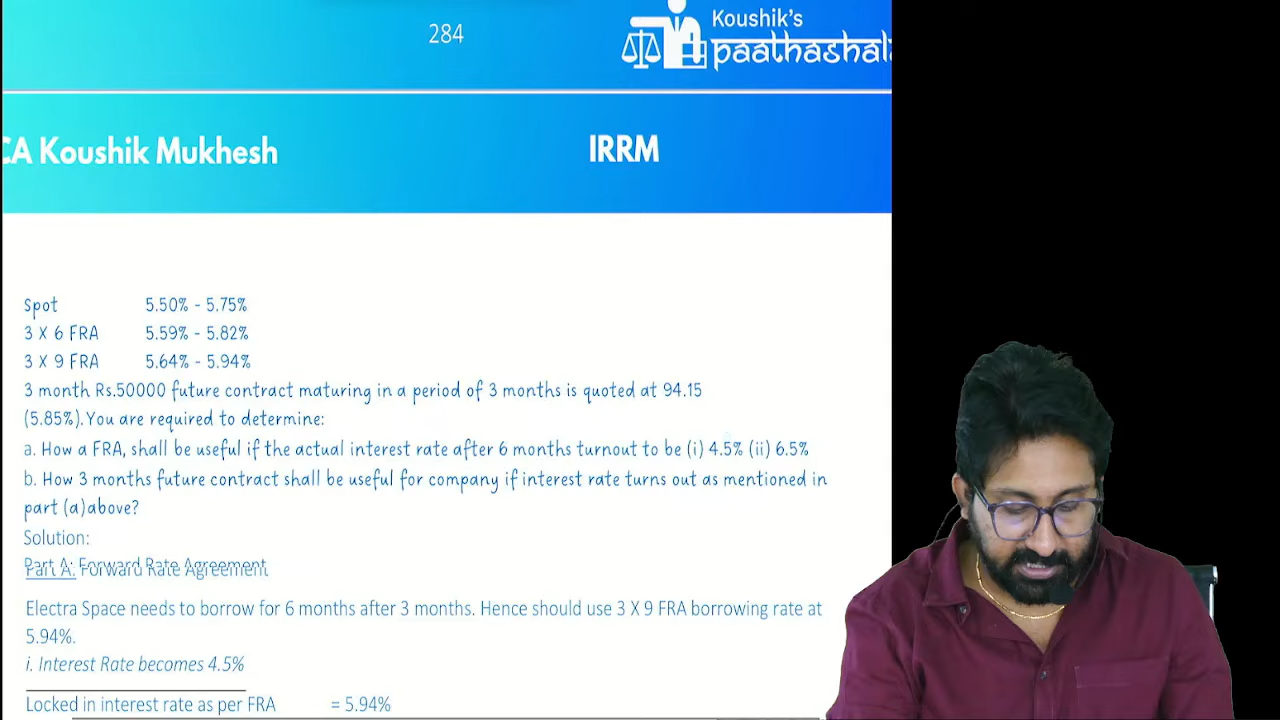 284
Koushik's
paathashal
CA Koushik Mukhesh
IRRM
Spot 5.50% - 5.75%
3 X 6 FRA 5.59% - 5.82%
3 X 9 FRA 5.64% - 5.94%
3 month Rs.50000 future contract maturing in a period of 3 months is quoted at 94.15
(5.85%).You are required to determine:
a. How a FRA, shall be useful if the actual interest rate after 6 months turnout to be (i) 4.5% (ii) 6.5%
b. How 3 months future contract shall be useful for company if interest rate turns out as mentioned in
part (a)above?
Solution:
Part A: Forward Rate Agreement
Electra Space needs to borrow for 6 months after 3 months. Hence should use 3 X 9 FRA borrowing rate at
5.94%.
i. Interest Rate becomes 4.5%
Locked in interest rate as per FRA = 5.94%